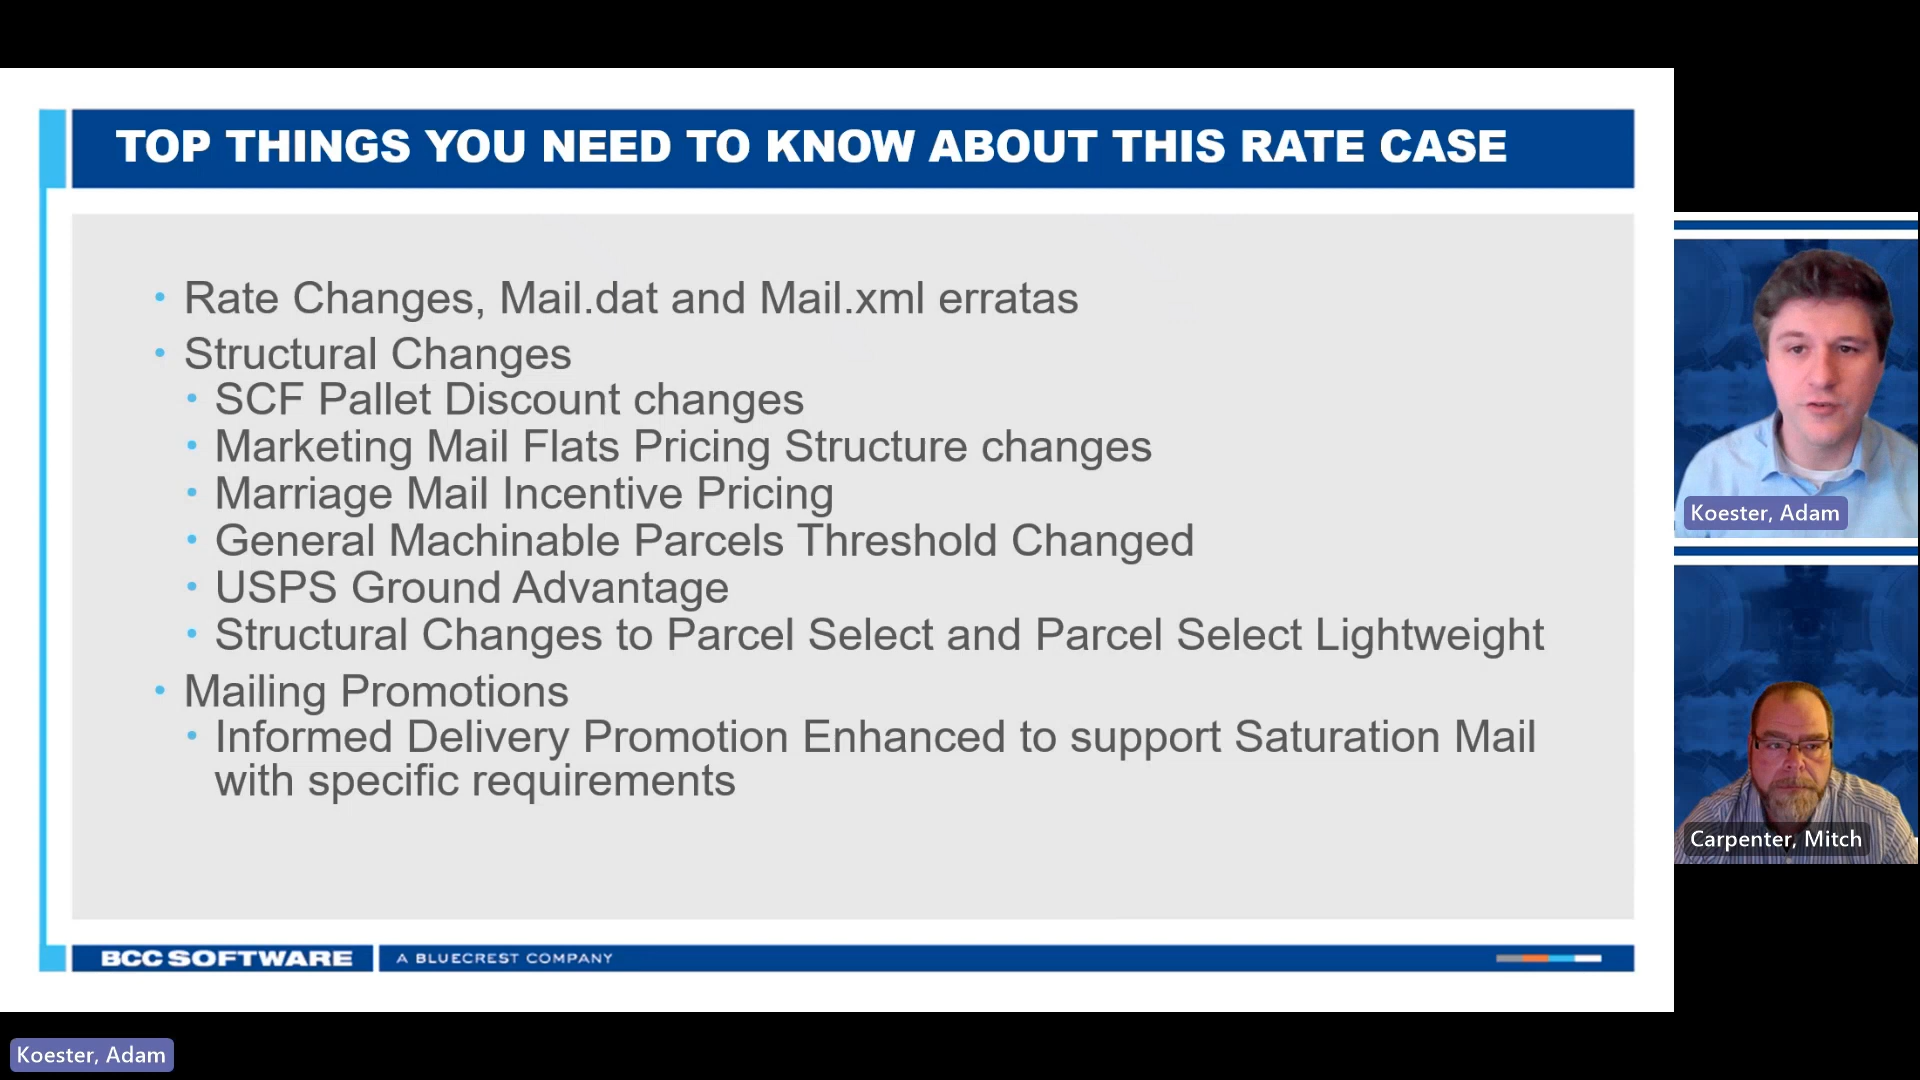 TOP THINGS YOU NEED TO KNOW ABOUT THIS RATE CASE
Rate Changes, Mail.dat and Mail.xml erratas
Structural Changes
SCF Pallet Discount changes
Marketing Mail Flats Pricing Structure changes
Marriage Mail Incentive Pricing
General Machinable Parcels Threshold Changed
USPS Ground Advantage
Structural Changes to Parcel Select and Parcel Select Lightweight
Mailing Promotions
Informed Delivery Promotion Enhanced to support Saturation Mail
with specific requirements
BCC SOFTWARE
A BLUECREST COMPANY
Koester, Adam
Carpenter, Mitch
Koester, Adam